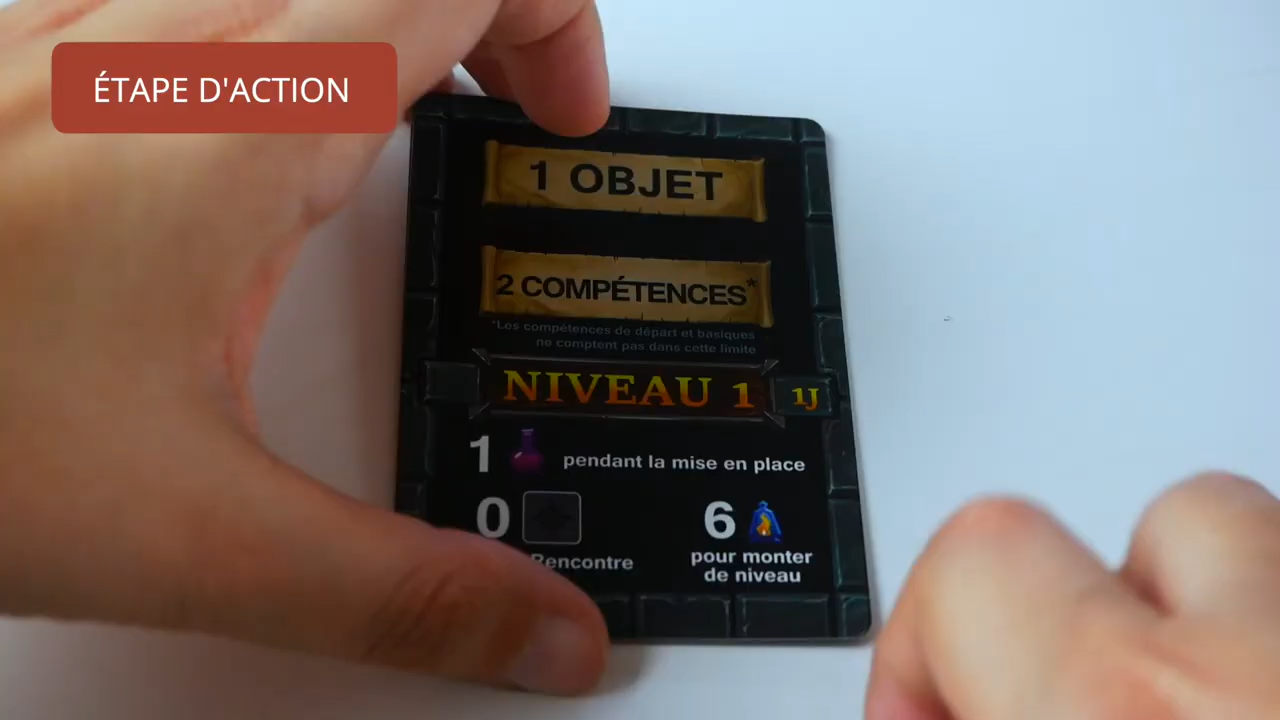 ÉTAPE D'ACTION
1 OBJET
2 COMPÉTENCES*
*Les compétences de départ et basiques
ne comptent pas dans cette limite
NIVEAU 1 1J
1 pendant la mise en place
0 6
Rencontre pour monter
de niveau